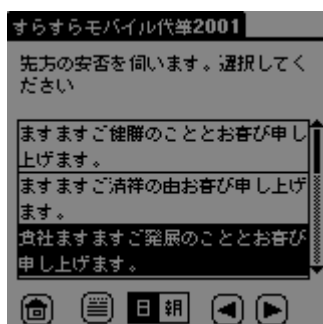 すらすらモバイル代筆2001
先方の安否を伺います。選択してく
ださい
ますますご健勝のこととお喜び申し
上げます。
ますますご清祥の由お喜び申し上げ
ます。
貴社ますますご発展のこととお喜び
申し上げます。
日 朝